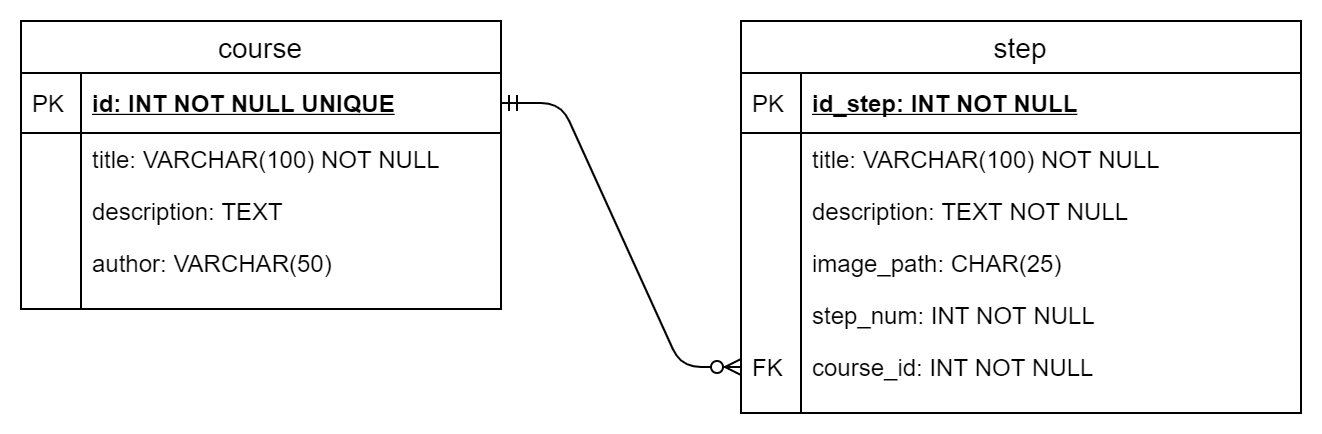 course
PK id: INT NOT NULL UNIQUE
title: VARCHAR(100) NOT NULL
description: TEXT
author: VARCHAR(50)
step
PK id_step: INT NOT NULL
title: VARCHAR(100) NOT NULL
description: TEXT NOT NULL
image_path: CHAR(25)
step_num: INT NOT NULL
FK course_id: INT NOT NULL